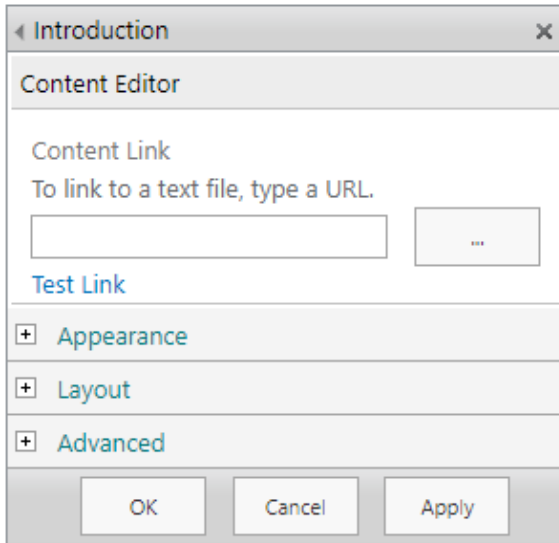 Introduction
Content Editor
Content Link
To link to a text file, type a URL.
...
Test Link
Appearance
Layout
Advanced
OK Cancel Apply